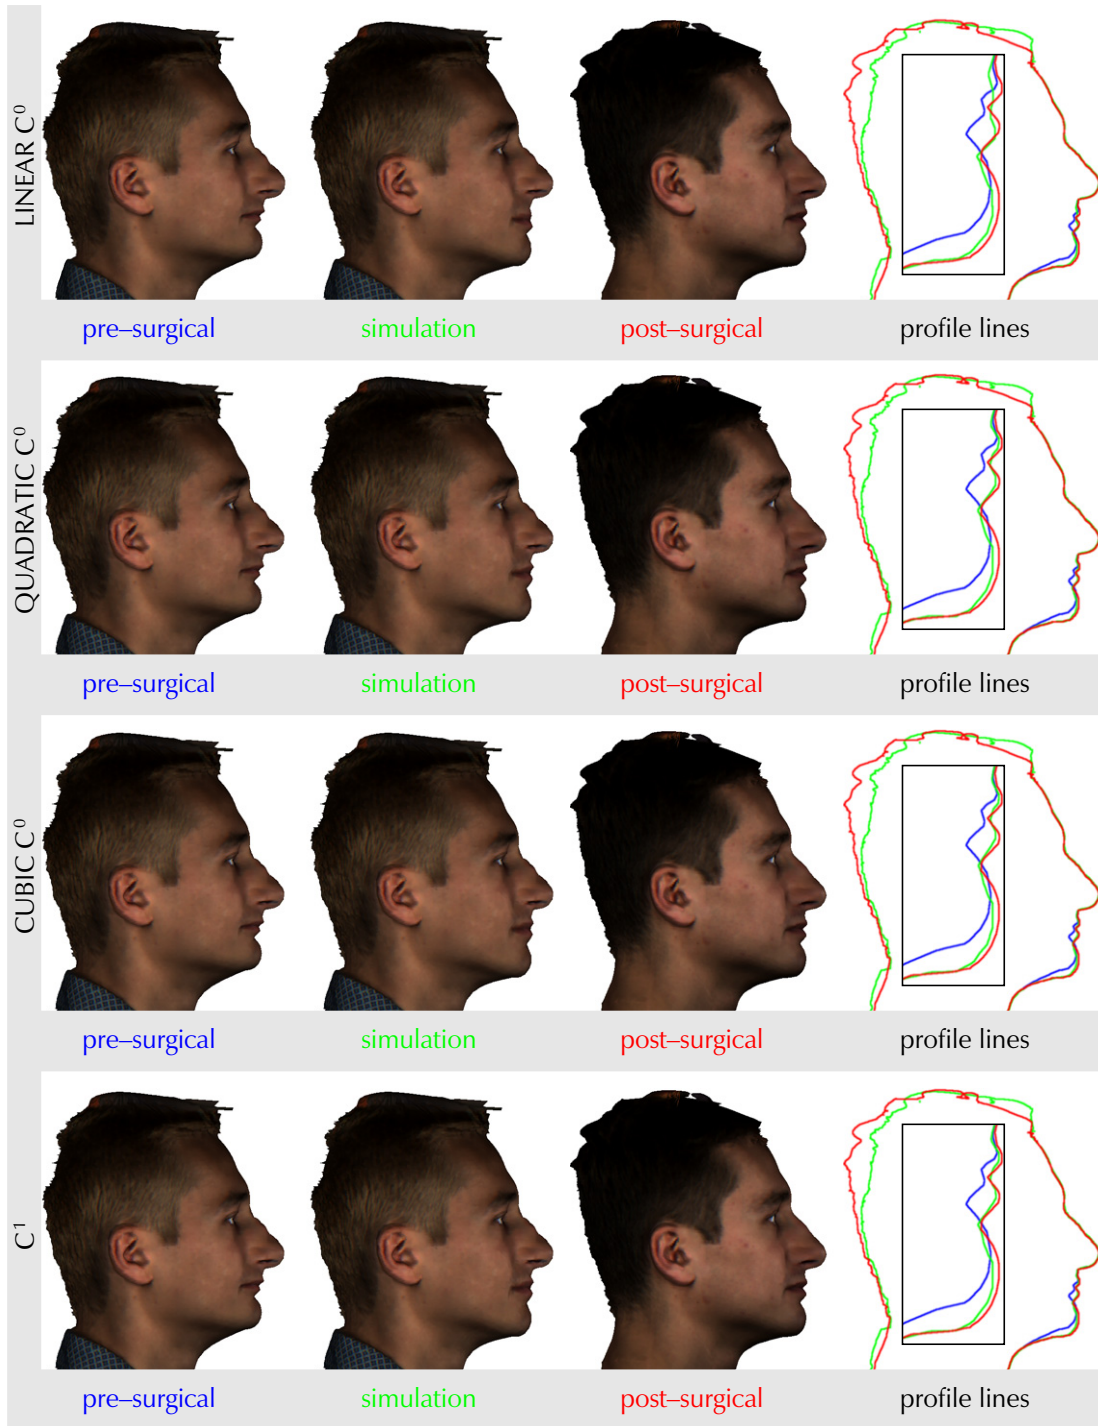 LINEAR C⁰
pre–surgical simulation post–surgical profile lines
QUADRATIC C⁰
pre–surgical simulation post–surgical profile lines
CUBIC C⁰
pre–surgical simulation post–surgical profile lines
C¹
pre–surgical simulation post–surgical profile lines